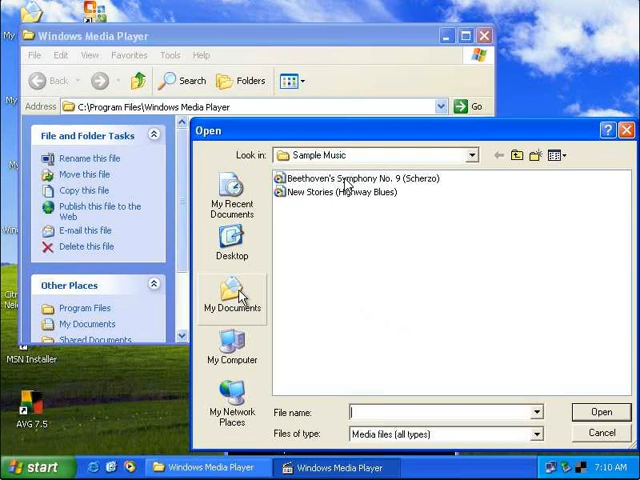 My
Windows Media Player
File Edit View Favorites Tools Help
Back Search Folders
Address C:\Program Files\Windows Media Player Go
File and Folder Tasks
Rename this file
Move this file
Copy this file
Publish this file to the
Web
E-mail this file
Delete this file
Other Places
Program Files
My Documents
Shared Documents
Open
Look in: Sample Music
Beethoven's Symphony No. 9 (Scherzo)
New Stories (Highway Blues)
My Recent
Documents
Desktop
My Documents
My Computer
My Network
Places
File name: Open
Files of type: Media files (all types) Cancel
MSN Installer
AVG 7.5
start Windows Media Player Windows Media Player 7:10 AM